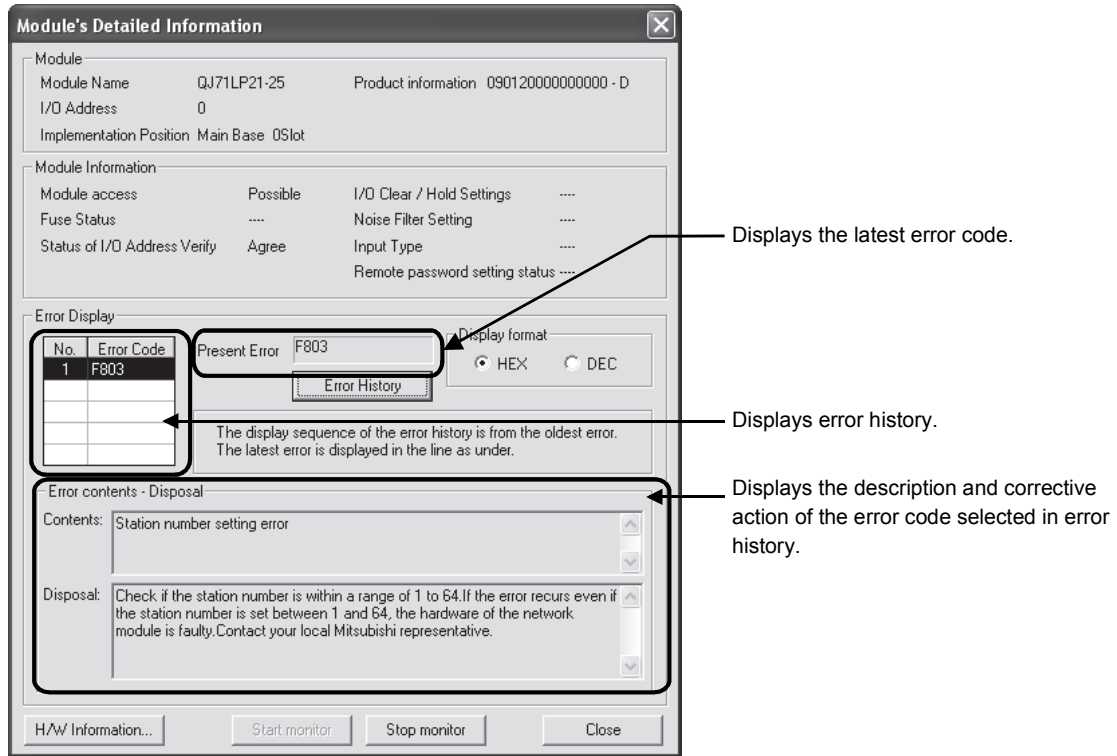 Module's Detailed Information
Module
Module Name QJ71LP21-25 Product information 090120000000000 - D
I/O Address 0
Implementation Position Main Base 0Slot
Module Information
Module access Possible I/O Clear / Hold Settings ----
Fuse Status ---- Noise Filter Setting ----
Status of I/O Address Verify Agree Input Type ----
Remote password setting status ----
Displays the latest error code.
Error Display
No. Error Code
1 F803
Present Error F803
Display format
HEX DEC
Error History
The display sequence of the error history is from the oldest error.
The latest error is displayed in the line as under.
Displays error history.
Error contents - Disposal
Contents: Station number setting error
Disposal: Check if the station number is within a range of 1 to 64.If the error recurs even if
the station number is set between 1 and 64, the hardware of the network
module is faulty.Contact your local Mitsubishi representative.
Displays the description and corrective
action of the error code selected in error
history.
H/W Information... Start monitor Stop monitor Close